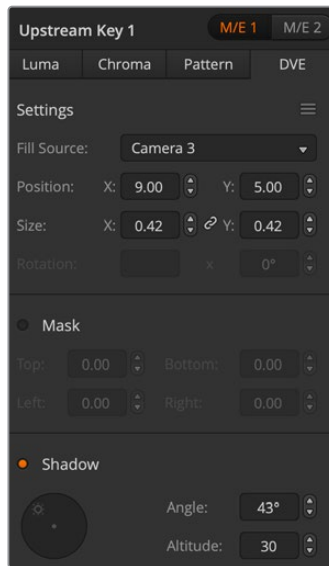 Upstream Key 1 M/E 1 M/E 2
Luma Chroma Pattern DVE
Settings
Fill Source: Camera 3
Position: X: 9.00 Y: 5.00
Size: X: 0.42 Y: 0.42
Rotation: x 0°
Mask
Top: 0.00 Bottom: 0.00
Left: 0.00 Right: 0.00
Shadow
Angle: 43°
Altitude: 30